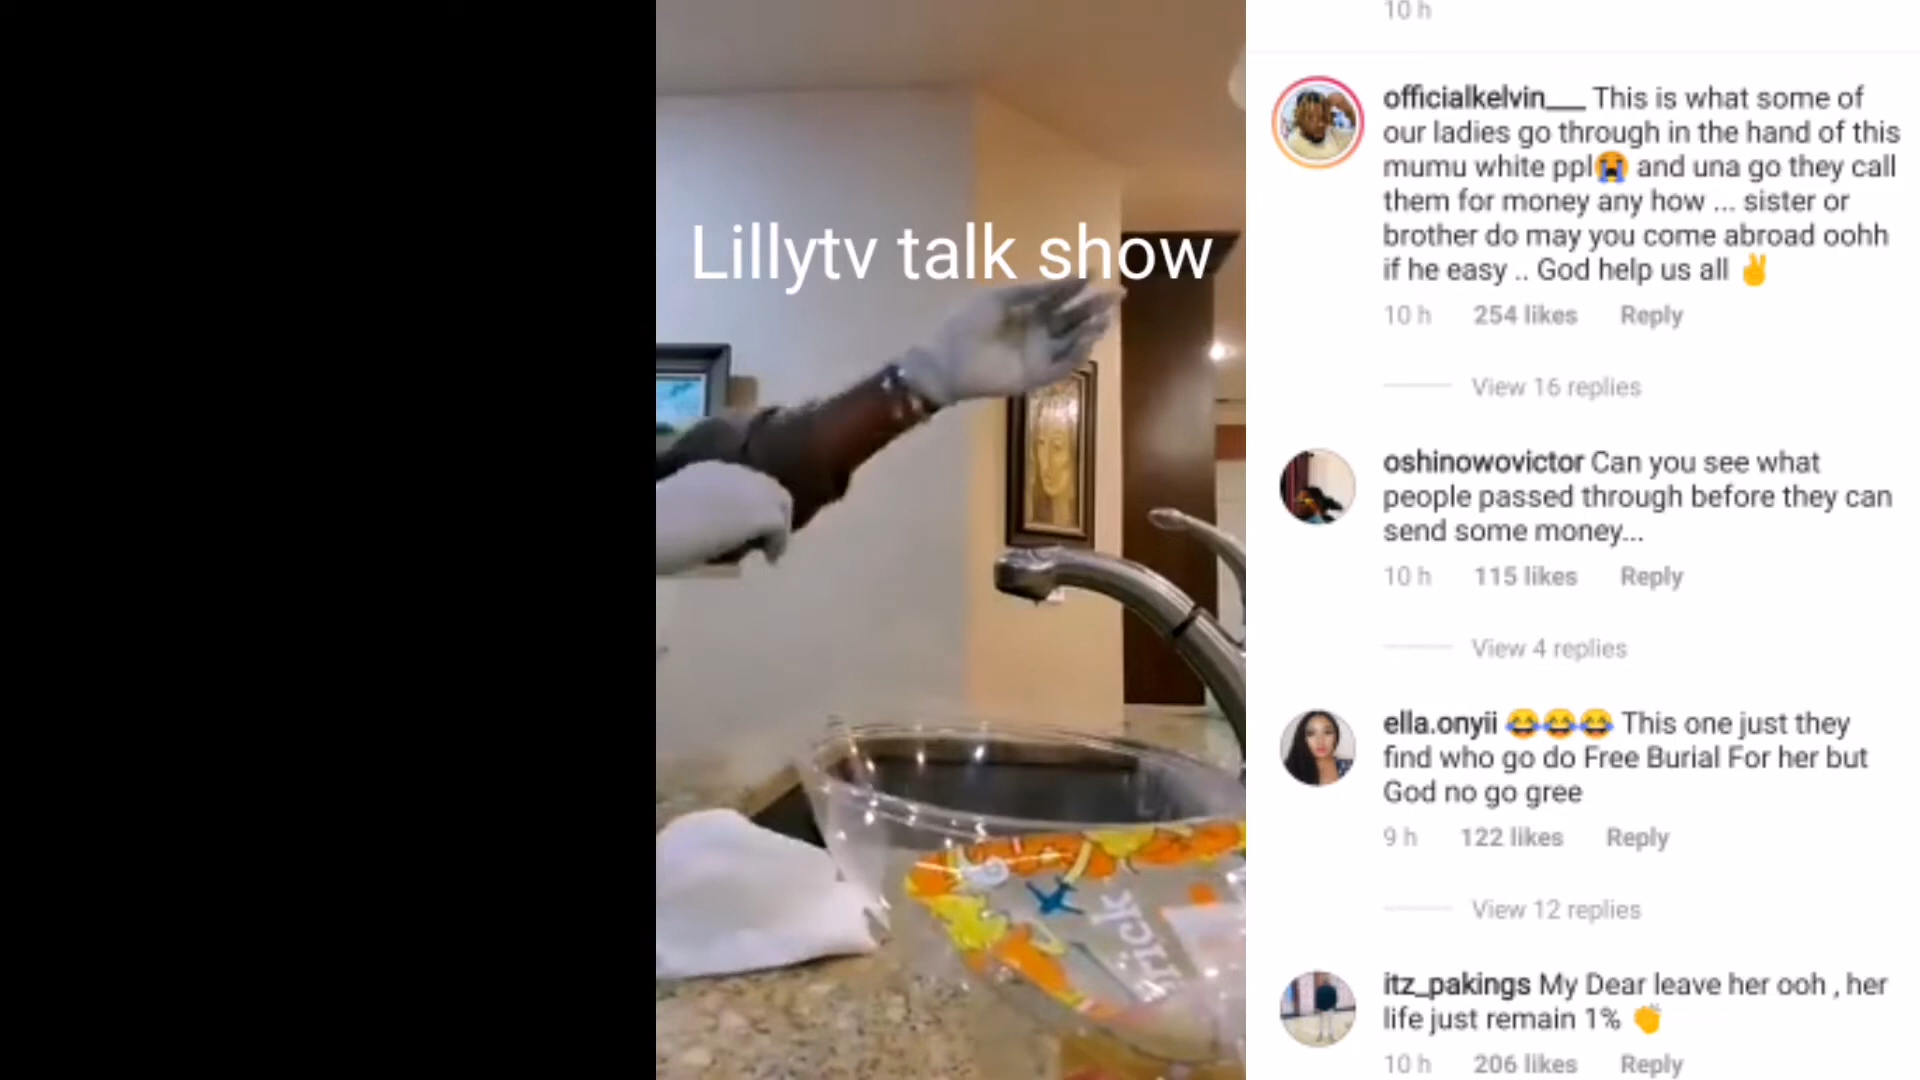 Lillytv talk show
rick
10 h
officialkelvin___ This is what some of
our ladies go through in the hand of this
mumu white ppl😭 and una go they call
them for money any how ... sister or
brother do may you come abroad oohh
if he easy .. God help us all ✌
10 h 254 likes Reply
View 16 replies
oshinowovictor Can you see what
people passed through before they can
send some money...
10 h 115 likes Reply
View 4 replies
ella.onyii 😂😂😂 This one just they
find who go do Free Burial For her but
God no go gree
9 h 122 likes Reply
View 12 replies
itz_pakings My Dear leave her ooh , her
life just remain 1% 👏
10 h 206 likes Reply